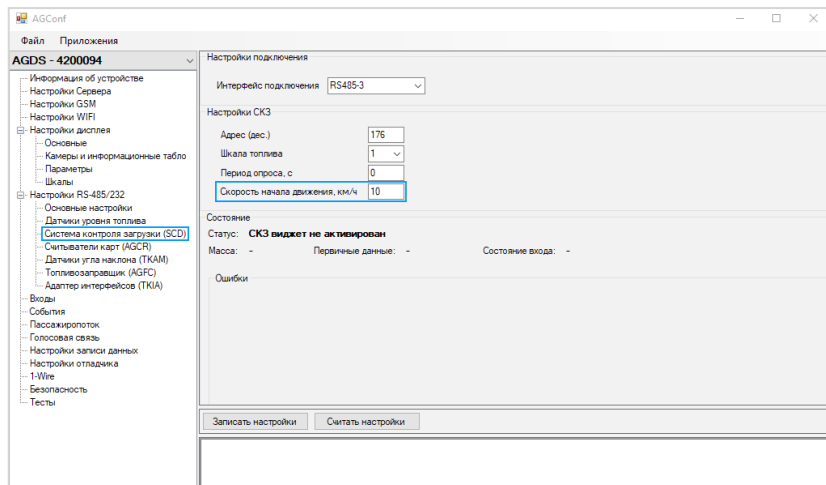 AGConf
Файл Приложения
AGDS - 4200094
Информация об устройстве
Настройки Сервера
Настройки GSM
Настройки WIFI
Настройки дисплея
Основные
Камеры и информационные табло
Параметры
Шкалы
Настройки RS-485/232
Основные настройки
Датчики уровня топлива
Система контроля загрузки (SCD)
Считыватели карт (AGCR)
Датчики угла наклона (TKAM)
Топливозаправщик (AGFC)
Адаптер интерфейсов (TKIA)
Входы
События
Пассажиропоток
Голосовая связь
Настройки записи данных
Настройки отладчика
1-Wire
Безопасность
Тесты
Настройки подключения
Интерфейс подключения RS485-3
Настройки СКЗ
Адрес (дес.) 176
Шкала топлива 1
Период опроса, с 0
Скорость начала движения, км/ч 10
Состояние
Статус: СКЗ виджет не активирован
Масса: - Первичные данные: - Состояние входа: -
Ошибки
Записать настройки Считать настройки